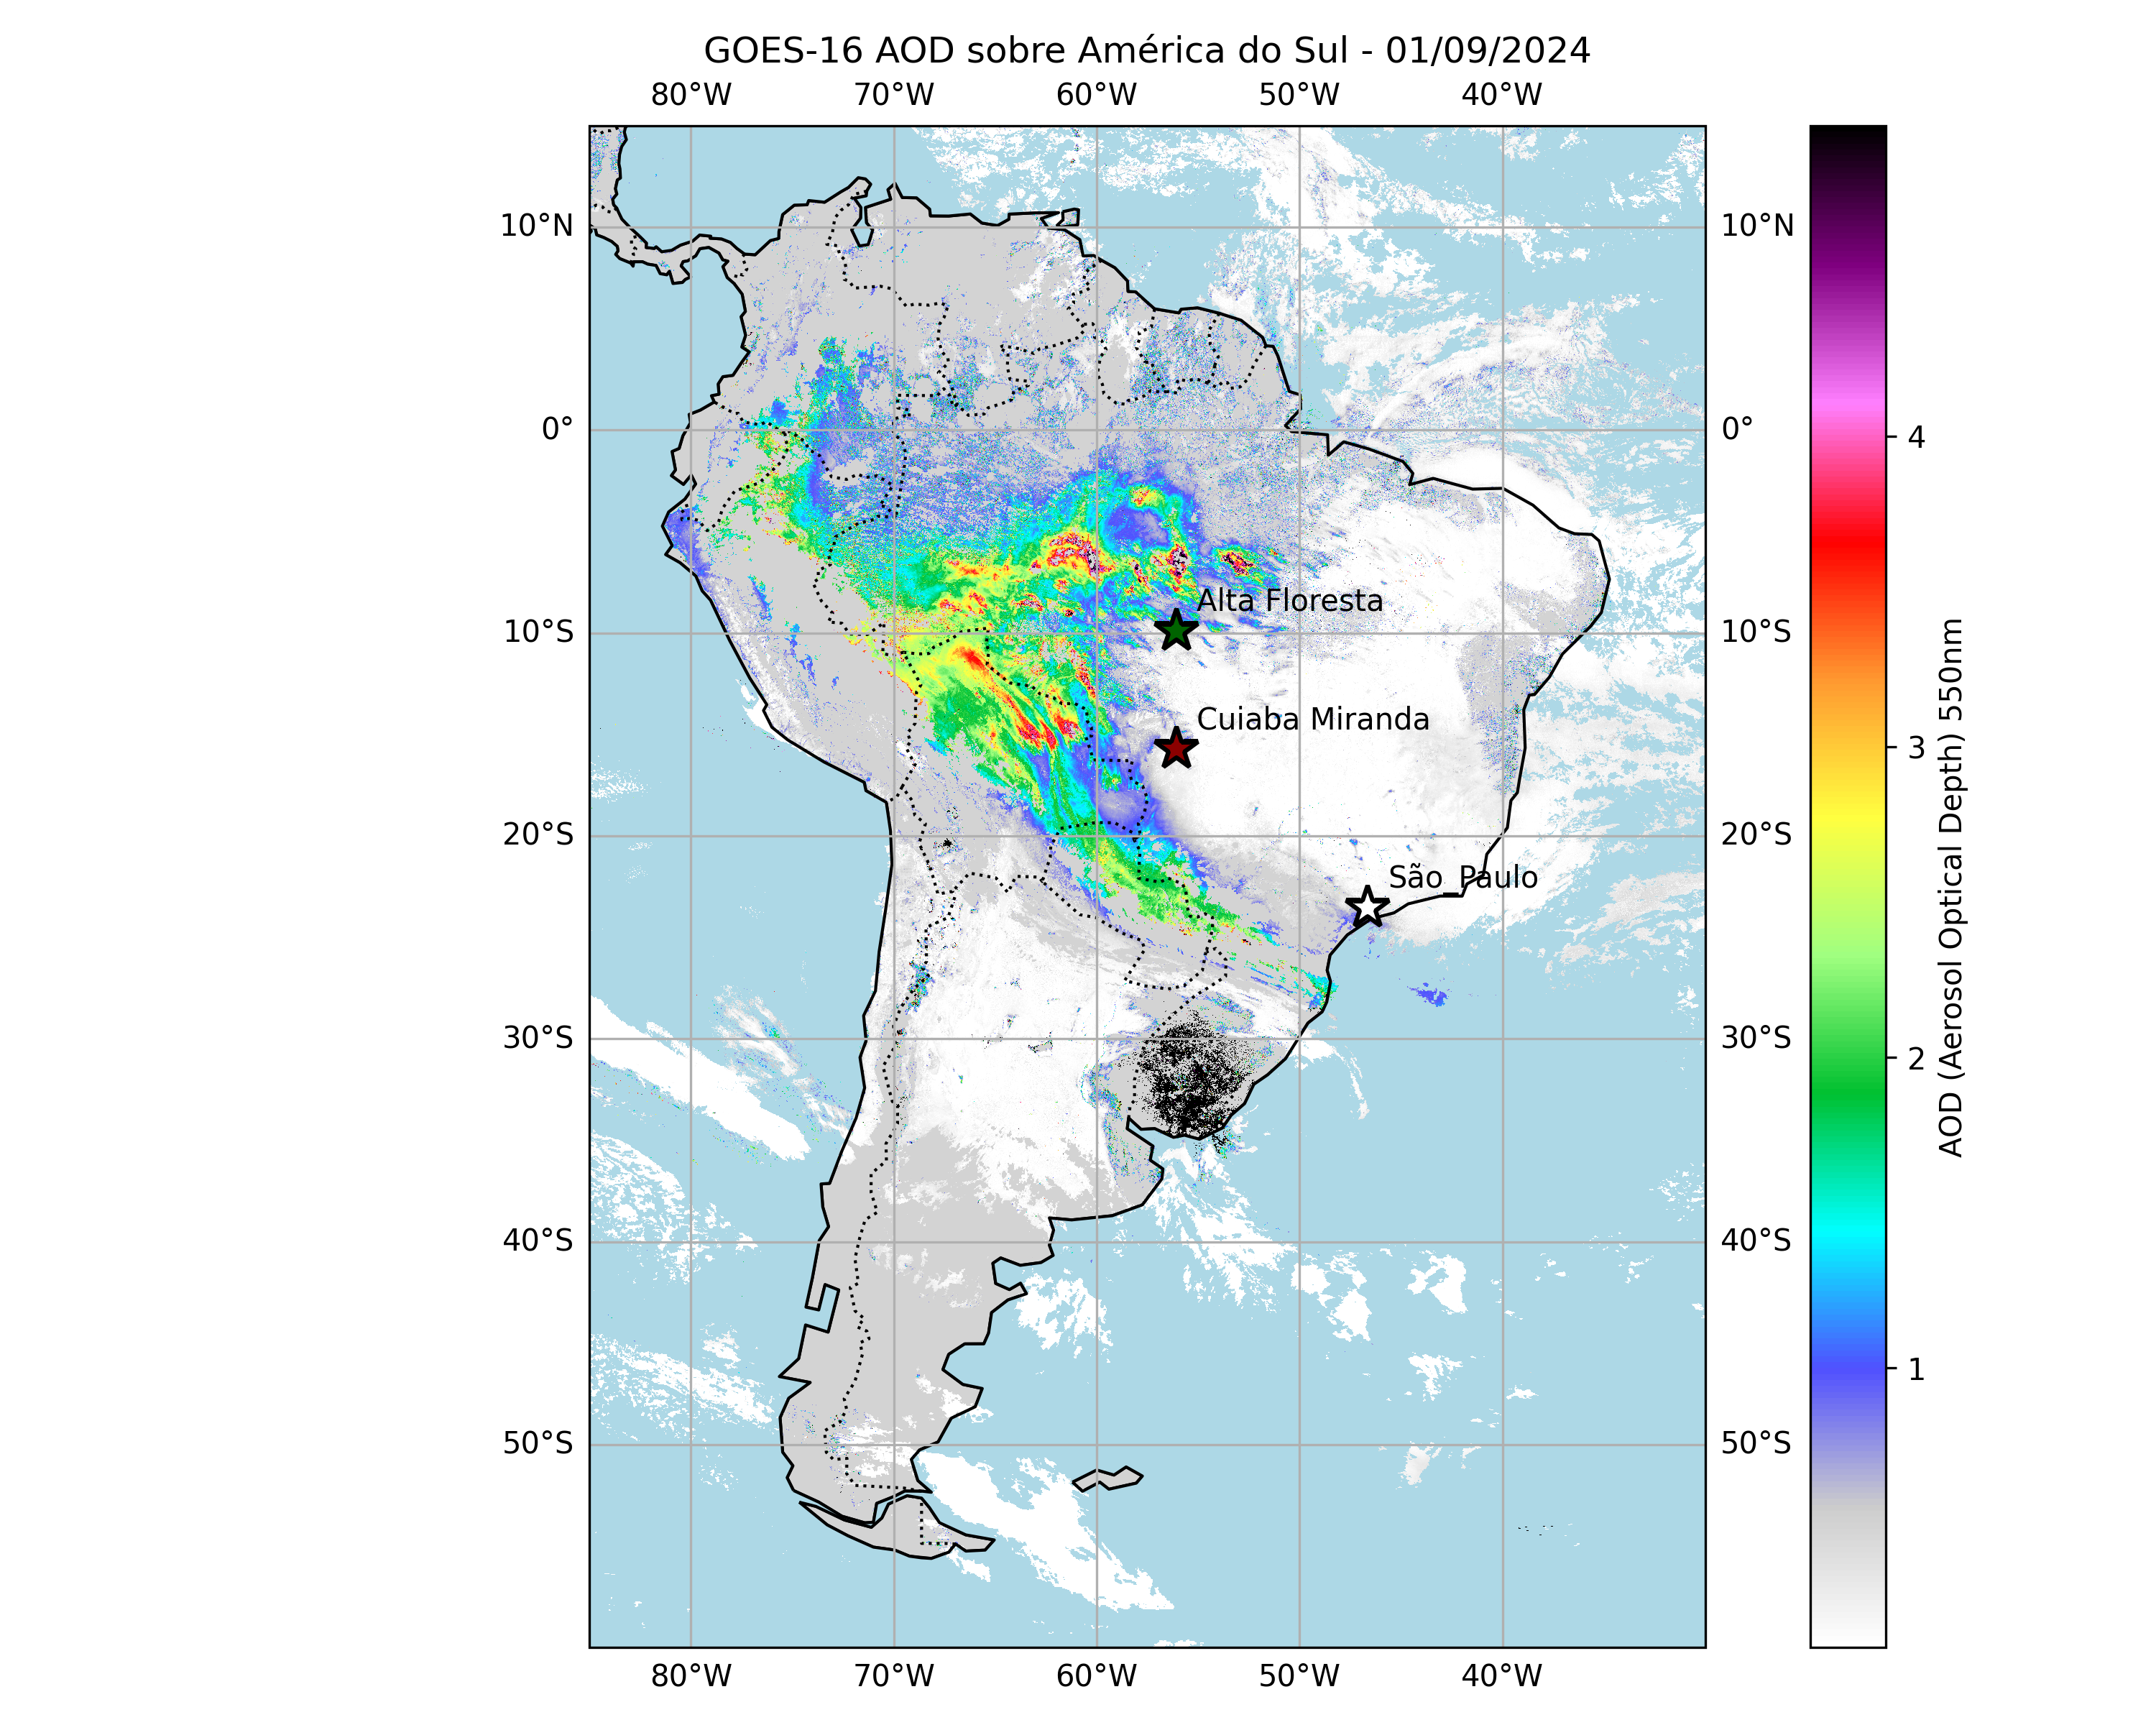 GOES-16 AOD sobre América do Sul - 01/09/2024
80°W 70°W 60°W 50°W 40°W
10°N 10°N
0° 0°
Alta Floresta
10°S 10°S
Cuiaba Miranda
20°S 20°S
São_Paulo
30°S 30°S
40°S 40°S
50°S 50°S
80°W 70°W 60°W 50°W 40°W
4
3
2
1
AOD (Aerosol Optical Depth) 550nm